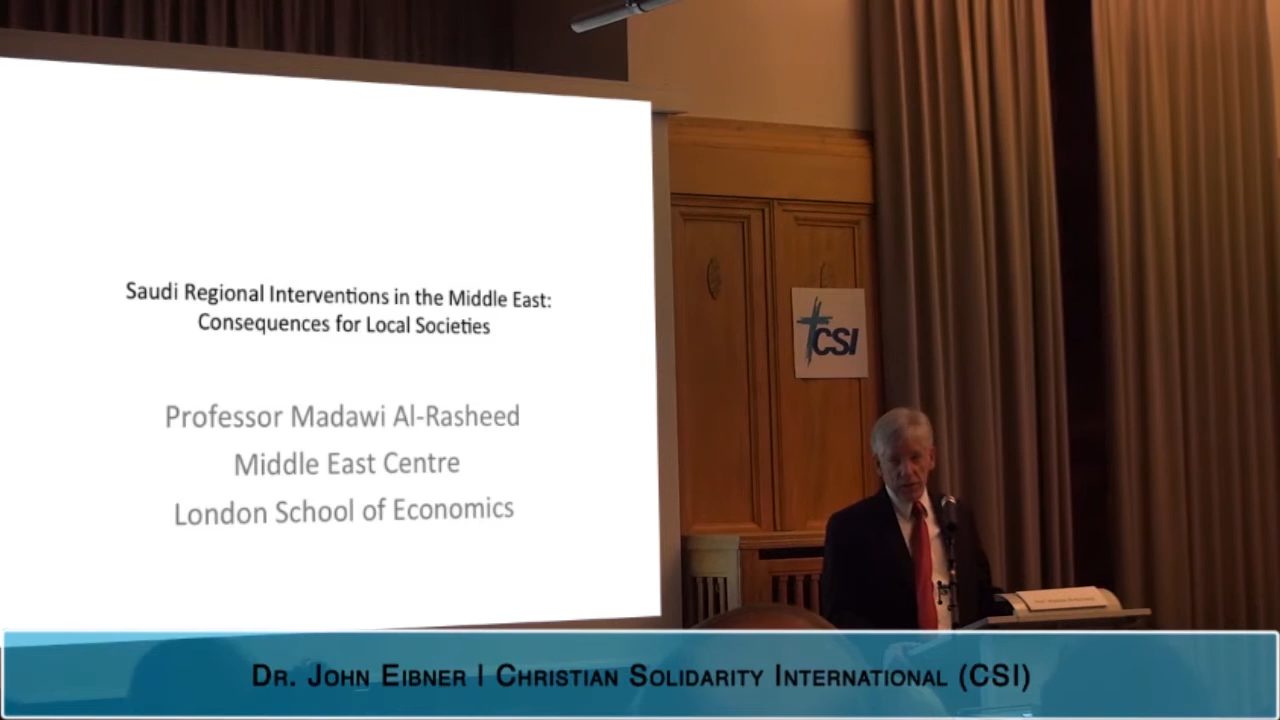 Saudi Regional Interventions in the Middle East:
Consequences for Local Societies
Professor Madawi Al-Rasheed
Middle East Centre
London School of Economics
CSI
Dr. John Eibner | Christian Solidarity International (CSI)